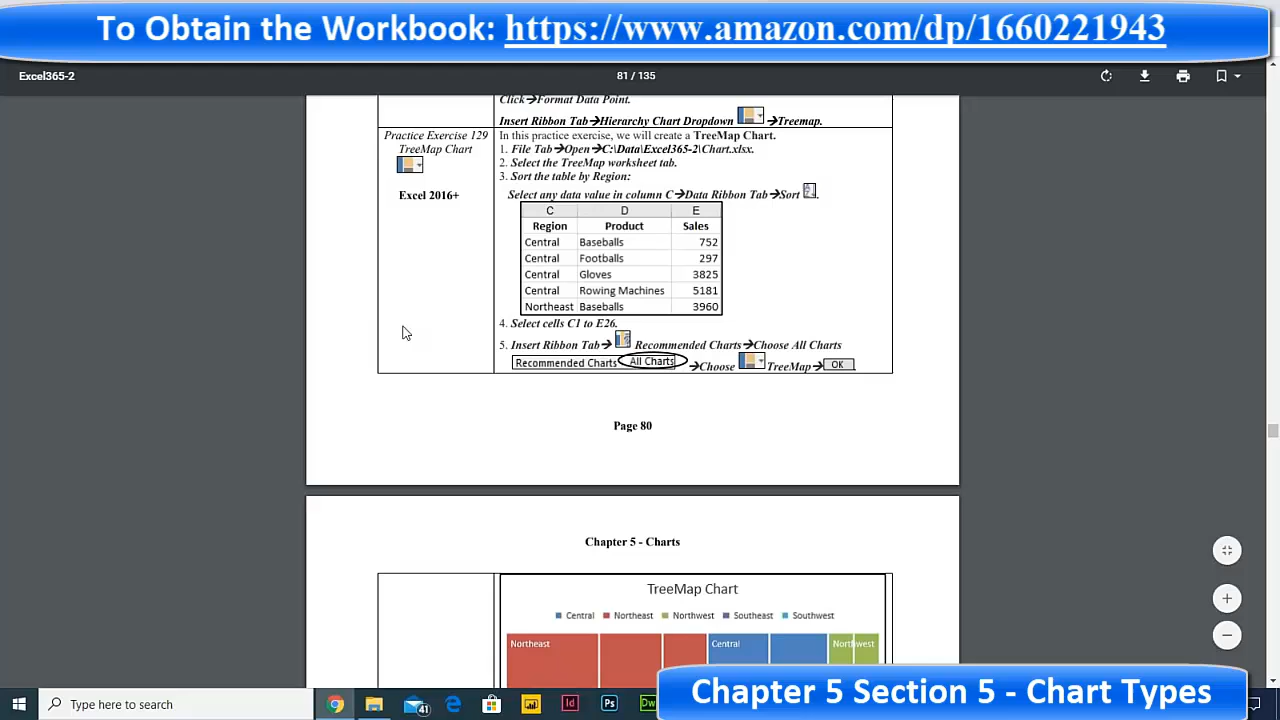 To Obtain the Workbook: https://www.amazon.com/dp/1660221943
Excel365-2
81 / 135
Click→Format Data Point.
Insert Ribbon Tab→Hierarchy Chart Dropdown →Treemap.
Practice Exercise 129
TreeMap Chart
Excel 2016+
In this practice exercise, we will create a TreeMap Chart.
1. File Tab→Open→C:\Data\Excel365-2\Chart.xlsx.
2. Select the TreeMap worksheet tab.
3. Sort the table by Region:
Select any data value in column C→Data Ribbon Tab→Sort .
C D E
Region Product Sales
Central Baseballs 752
Central Footballs 297
Central Gloves 3825
Central Rowing Machines 5181
Northeast Baseballs 3960
4. Select cells C1 to E26.
5. Insert Ribbon Tab→ Recommended Charts→Choose All Charts
Recommended Charts All Charts →Choose TreeMap→ OK .
Page 80
Chapter 5 - Charts
TreeMap Chart
Central Northeast Northwest Southeast Southwest
Northeast Central Northwest
Chapter 5 Section 5 - Chart Types
Type here to search
41
Id
Ps
Dw